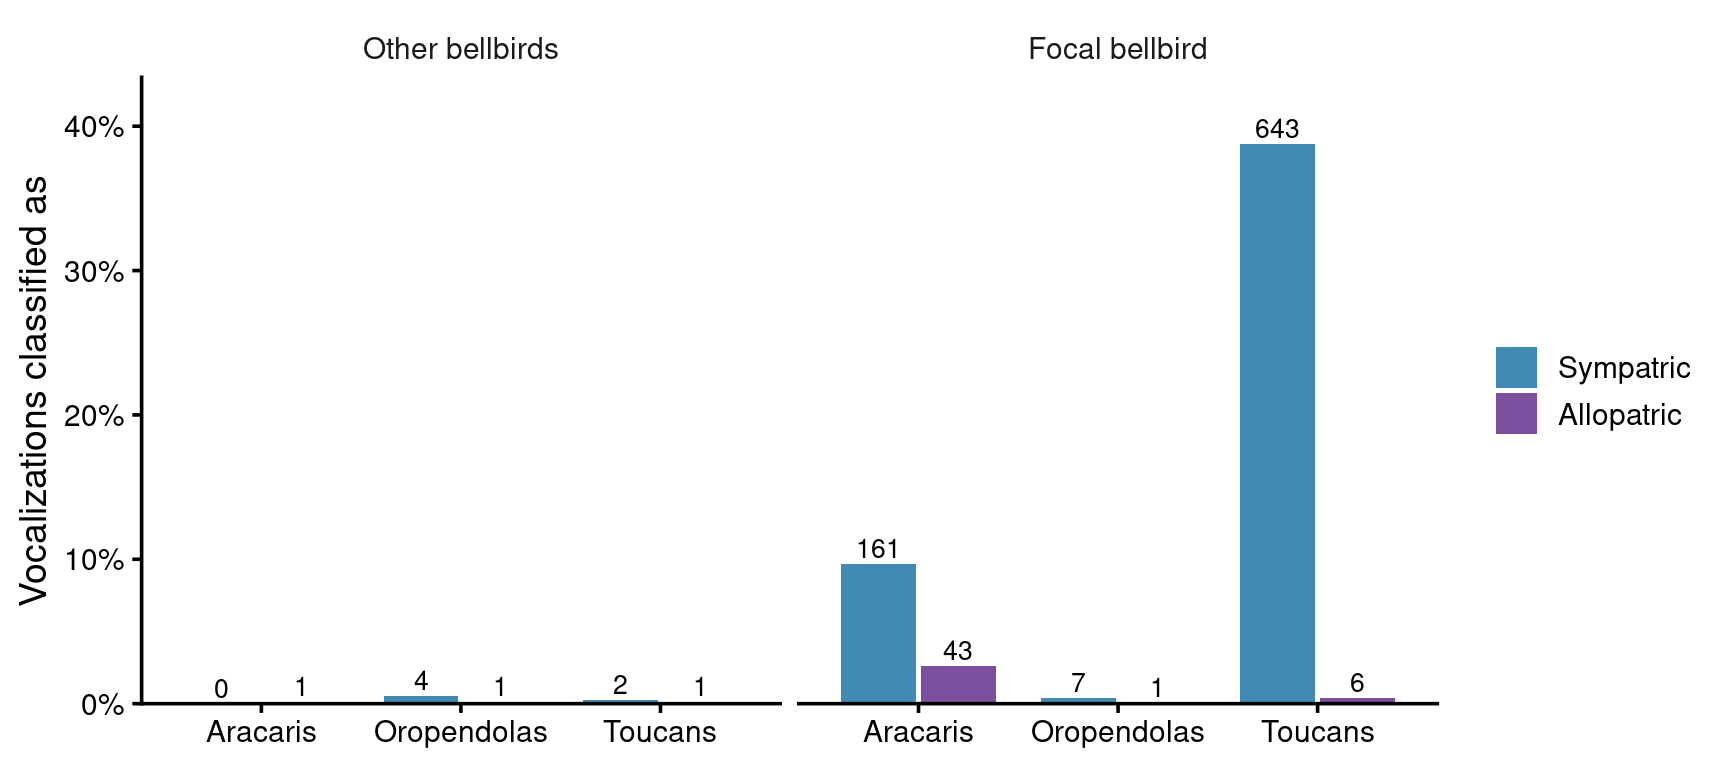 Other bellbirds
Focal bellbird
Vocalizations classified as
40%
30%
20%
10%
0%
0
1
4
1
2
1
161
43
7
1
643
6
Aracaris
Oropendolas
Toucans
Aracaris
Oropendolas
Toucans
Sympatric
Allopatric